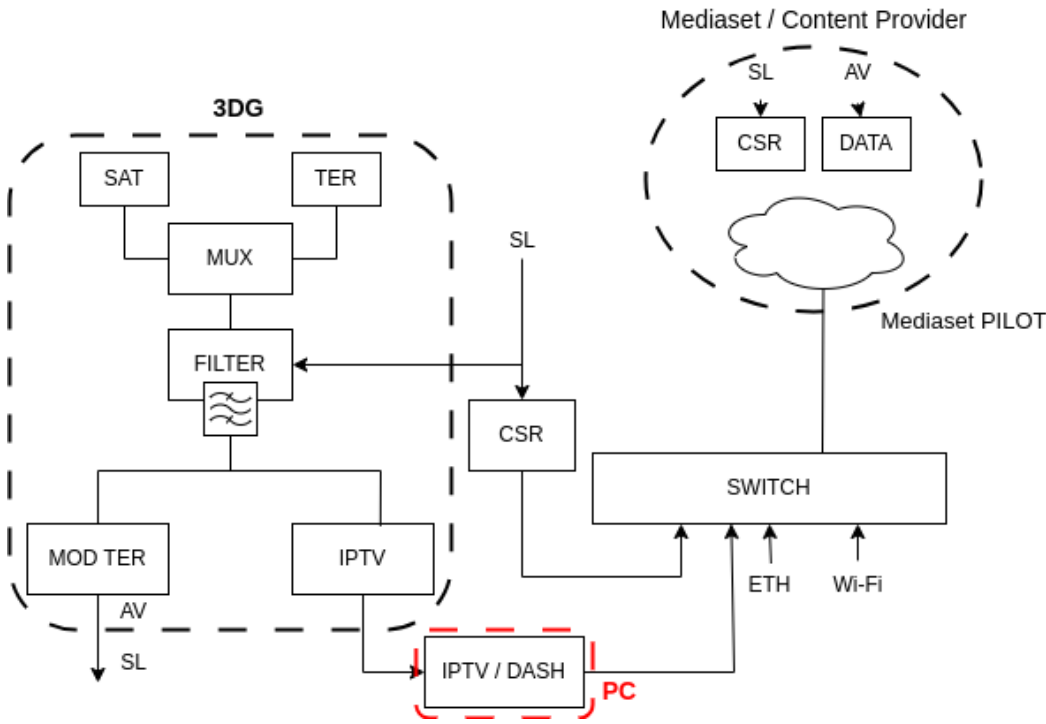 Mediaset / Content Provider
SL
AV
3DG
CSR
DATA
SAT
TER
SL
MUX
Mediaset PILOT
FILTER
CSR
SWITCH
MOD TER
IPTV
ETH
Wi-Fi
AV
SL
IPTV / DASH
PC